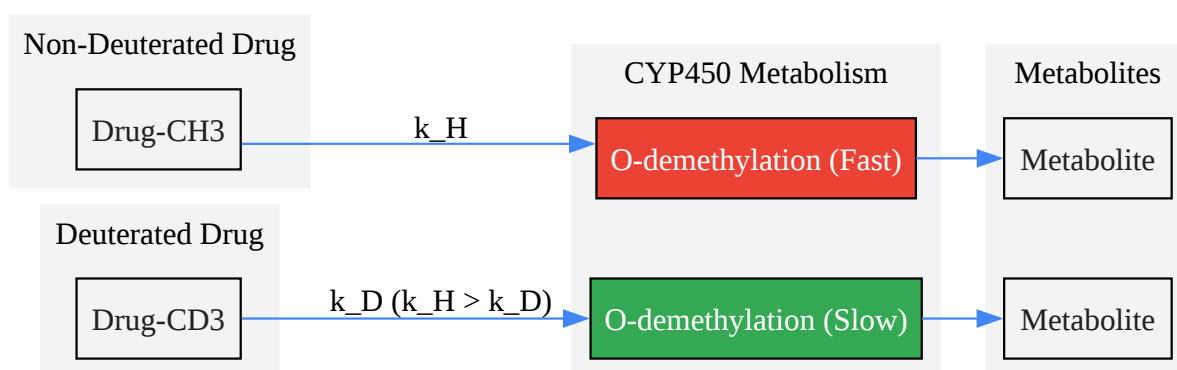 Non-Deuterated Drug
Drug-CH3
k_H
CYP450 Metabolism
O-demethylation (Fast)
Metabolites
Metabolite
Deuterated Drug
Drug-CD3
k_D (k_H > k_D)
O-demethylation (Slow)
Metabolite